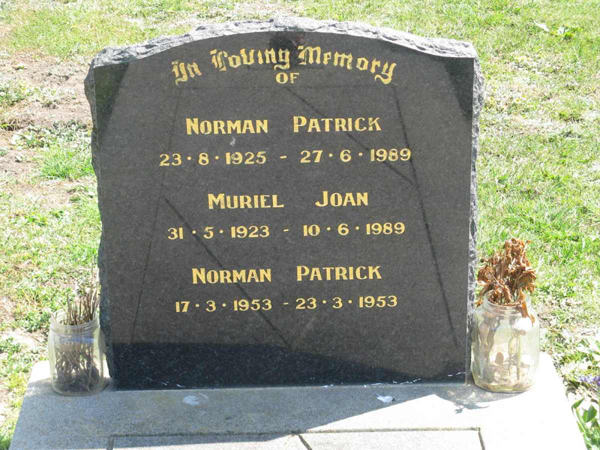 In Loving Memory
OF
NORMAN PATRICK
23·8·1925 - 27·6·1989
MURIEL JOAN
31·5·1923 - 10·6·1989
NORMAN PATRICK
17·3·1953 - 23·3·1953